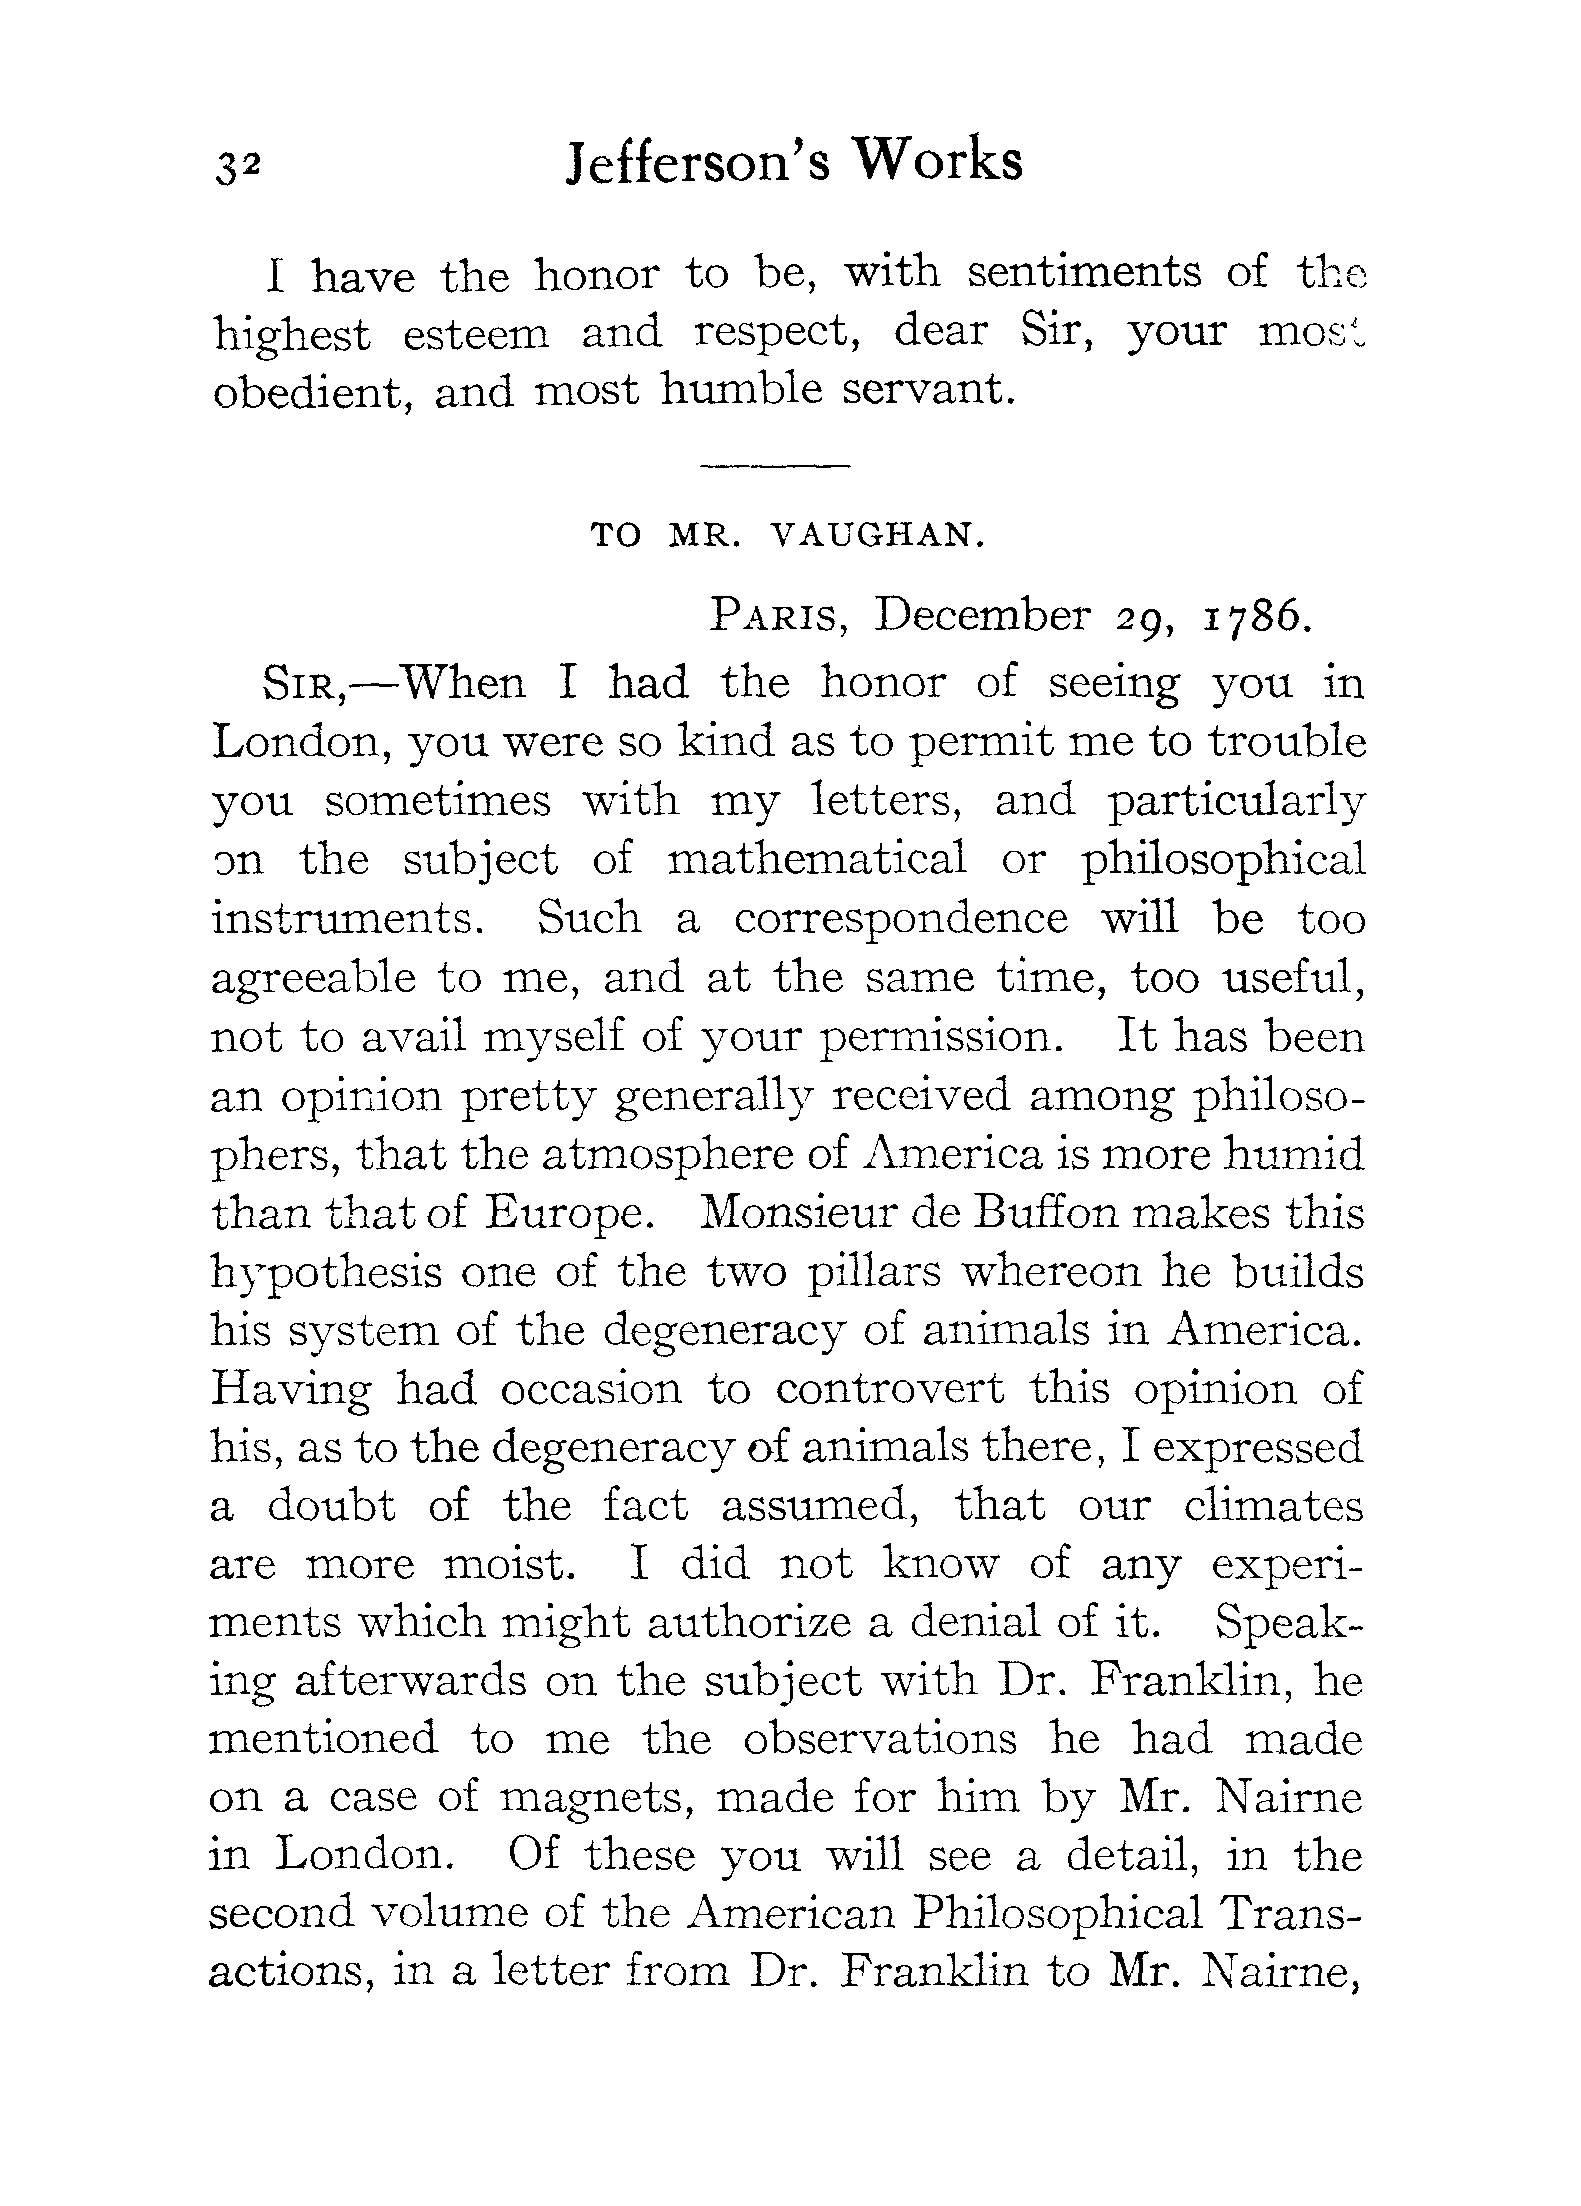 32 Jefferson's Works
I have the honor to be, with sentiments of the
highest esteem and respect, dear Sir, your most
obedient, and most humble servant.
TO MR. VAUGHAN.
PARIS, December 29, 1786.
SIR,—When I had the honor of seeing you in
London, you were so kind as to permit me to trouble
you sometimes with my letters, and particularly
on the subject of mathematical or philosophical
instruments. Such a correspondence will be too
agreeable to me, and at the same time, too useful,
not to avail myself of your permission. It has been
an opinion pretty generally received among philoso-
phers, that the atmosphere of America is more humid
than that of Europe. Monsieur de Buffon makes this
hypothesis one of the two pillars whereon he builds
his system of the degeneracy of animals in America.
Having had occasion to controvert this opinion of
his, as to the degeneracy of animals there, I expressed
a doubt of the fact assumed, that our climates
are more moist. I did not know of any experi-
ments which might authorize a denial of it. Speak-
ing afterwards on the subject with Dr. Franklin, he
mentioned to me the observations he had made
on a case of magnets, made for him by Mr. Nairne
in London. Of these you will see a detail, in the
second volume of the American Philosophical Trans-
actions, in a letter from Dr. Franklin to Mr. Nairne,